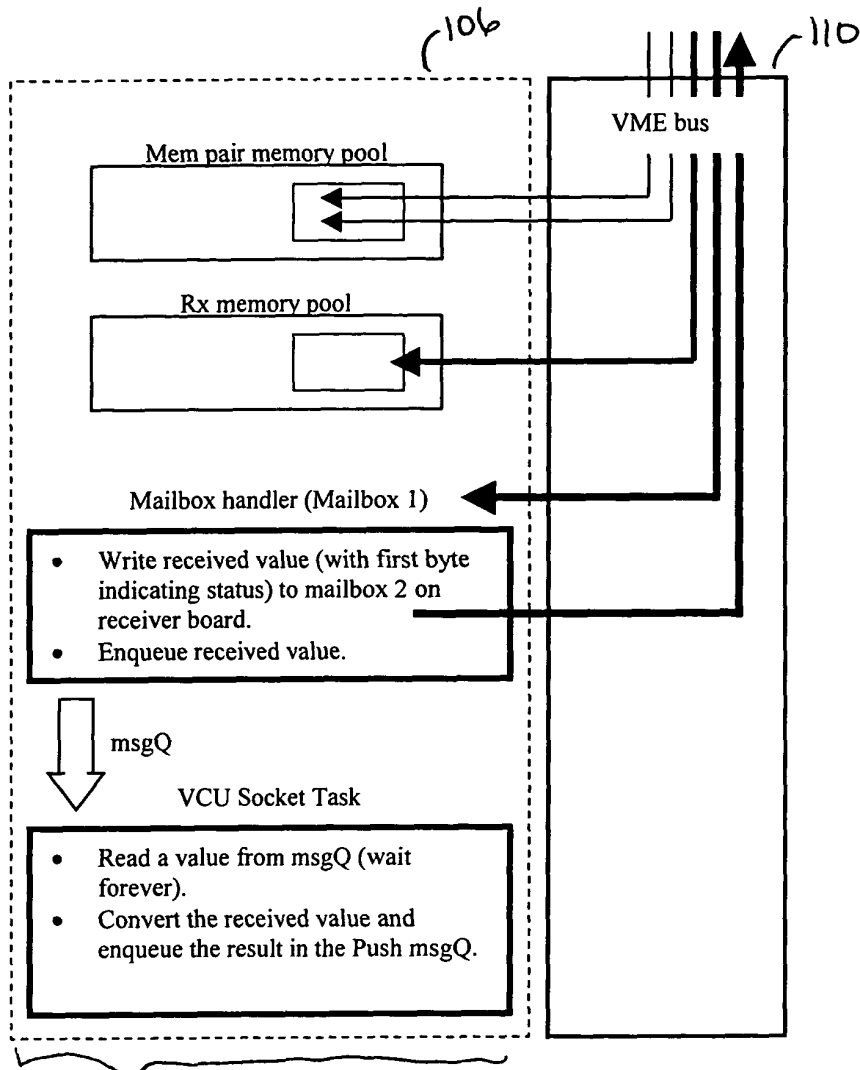 106
110
VME bus
Mem pair memory pool
Rx memory pool
Mailbox handler (Mailbox 1)
• Write received value (with first byte
indicating status) to mailbox 2 on
receiver board.
• Enqueue received value.
msgQ
VCU Socket Task
• Read a value from msgQ (wait
forever).
• Convert the received value and
enqueue the result in the Push msgQ.